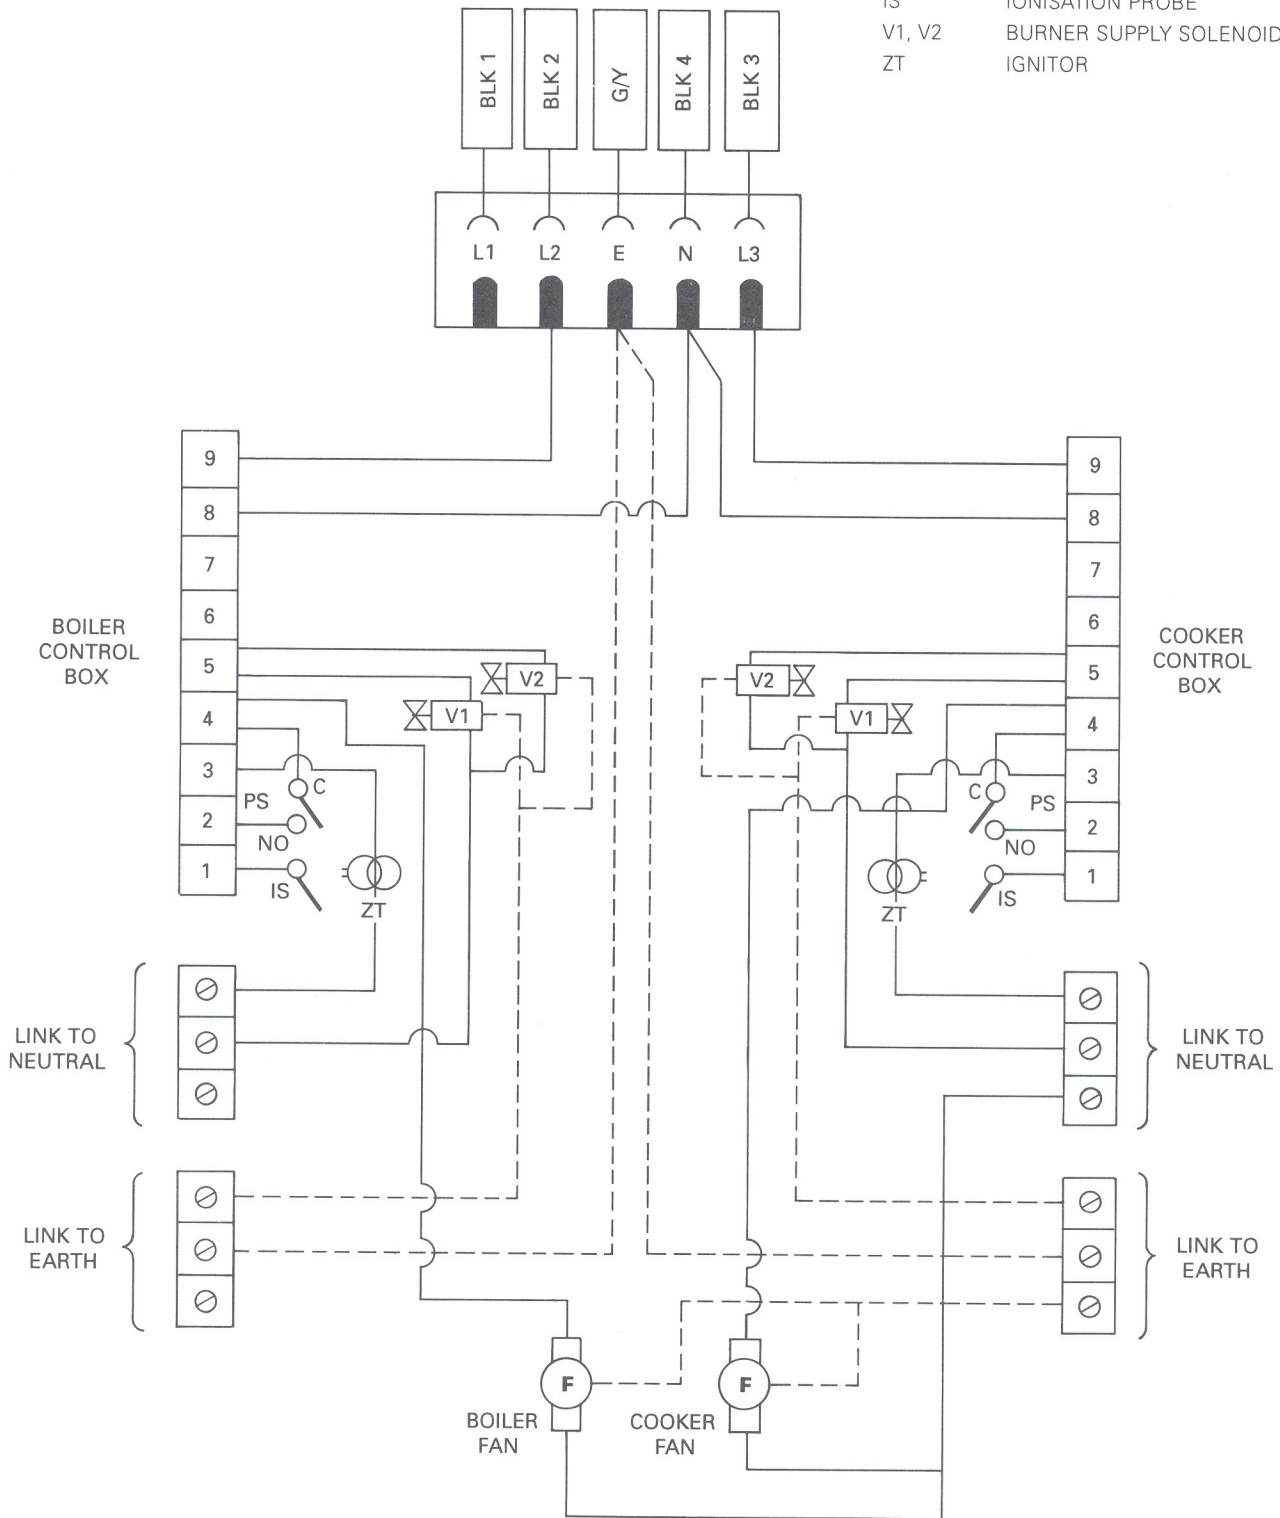 IS IONISATION PROBE
V1, V2 BURNER SUPPLY SOLENOID
ZT IGNITOR
BLK 1
BLK 2
G/Y
BLK 4
BLK 3
L1 L2 E N L3
BOILER
CONTROL
BOX
9
8
7
6
5
4
3
2
1
V2
V1
C
PS
NO
IS
ZT
COOKER
CONTROL
BOX
9
8
7
6
5
4
3
2
1
V2
V1
C
PS
NO
IS
ZT
LINK TO
NEUTRAL
LINK TO
NEUTRAL
LINK TO
EARTH
LINK TO
EARTH
F
BOILER
FAN
F
COOKER
FAN